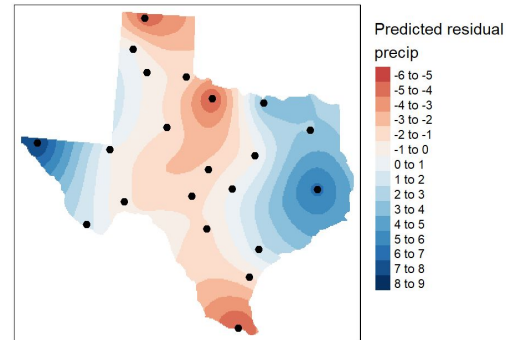 Predicted residual
precip
-6 to -5
-5 to -4
-4 to -3
-3 to -2
-2 to -1
-1 to 0
0 to 1
1 to 2
2 to 3
3 to 4
4 to 5
5 to 6
6 to 7
7 to 8
8 to 9